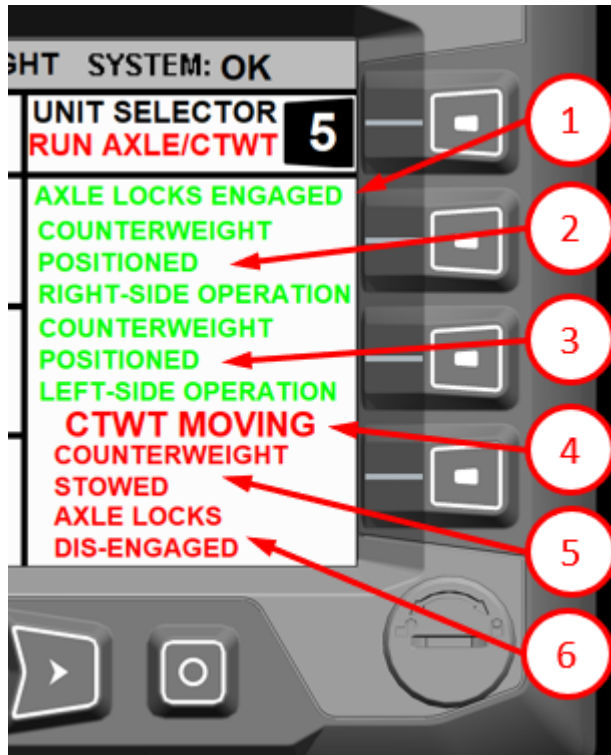 GHT SYSTEM: OK
UNIT SELECTOR
RUN AXLE/CTWT
5
AXLE LOCKS ENGAGED
COUNTERWEIGHT
POSITIONED
RIGHT-SIDE OPERATION
COUNTERWEIGHT
POSITIONED
LEFT-SIDE OPERATION
CTWT MOVING
COUNTERWEIGHT
STOWED
AXLE LOCKS
DIS-ENGAGED
1
2
3
4
5
6